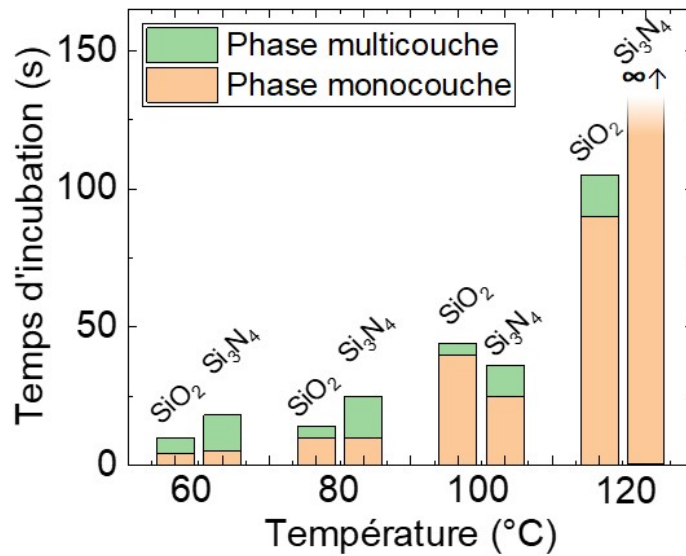 Temps d'incubation (s)
150
100
50
0
Phase multicouche
Phase monocouche
SiO₂
Si₃N₄
SiO₂
Si₃N₄
SiO₂
Si₃N₄
SiO₂
Si₃N₄
∞↑
60 80 100 120
Température (°C)